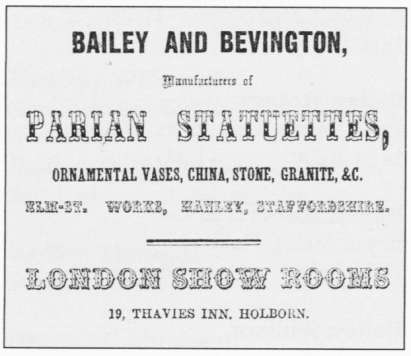 BAILEY AND BEVINGTON,
Manufacturers of
PARIAN STATUETTES,
ORNAMENTAL VASES, CHINA, STONE, GRANITE, &C.
ELM-ST. WORKS, HANLEY, STAFFORDSHIRE.
LONDON SHOW ROOMS
19, THAVIES INN, HOLBORN.